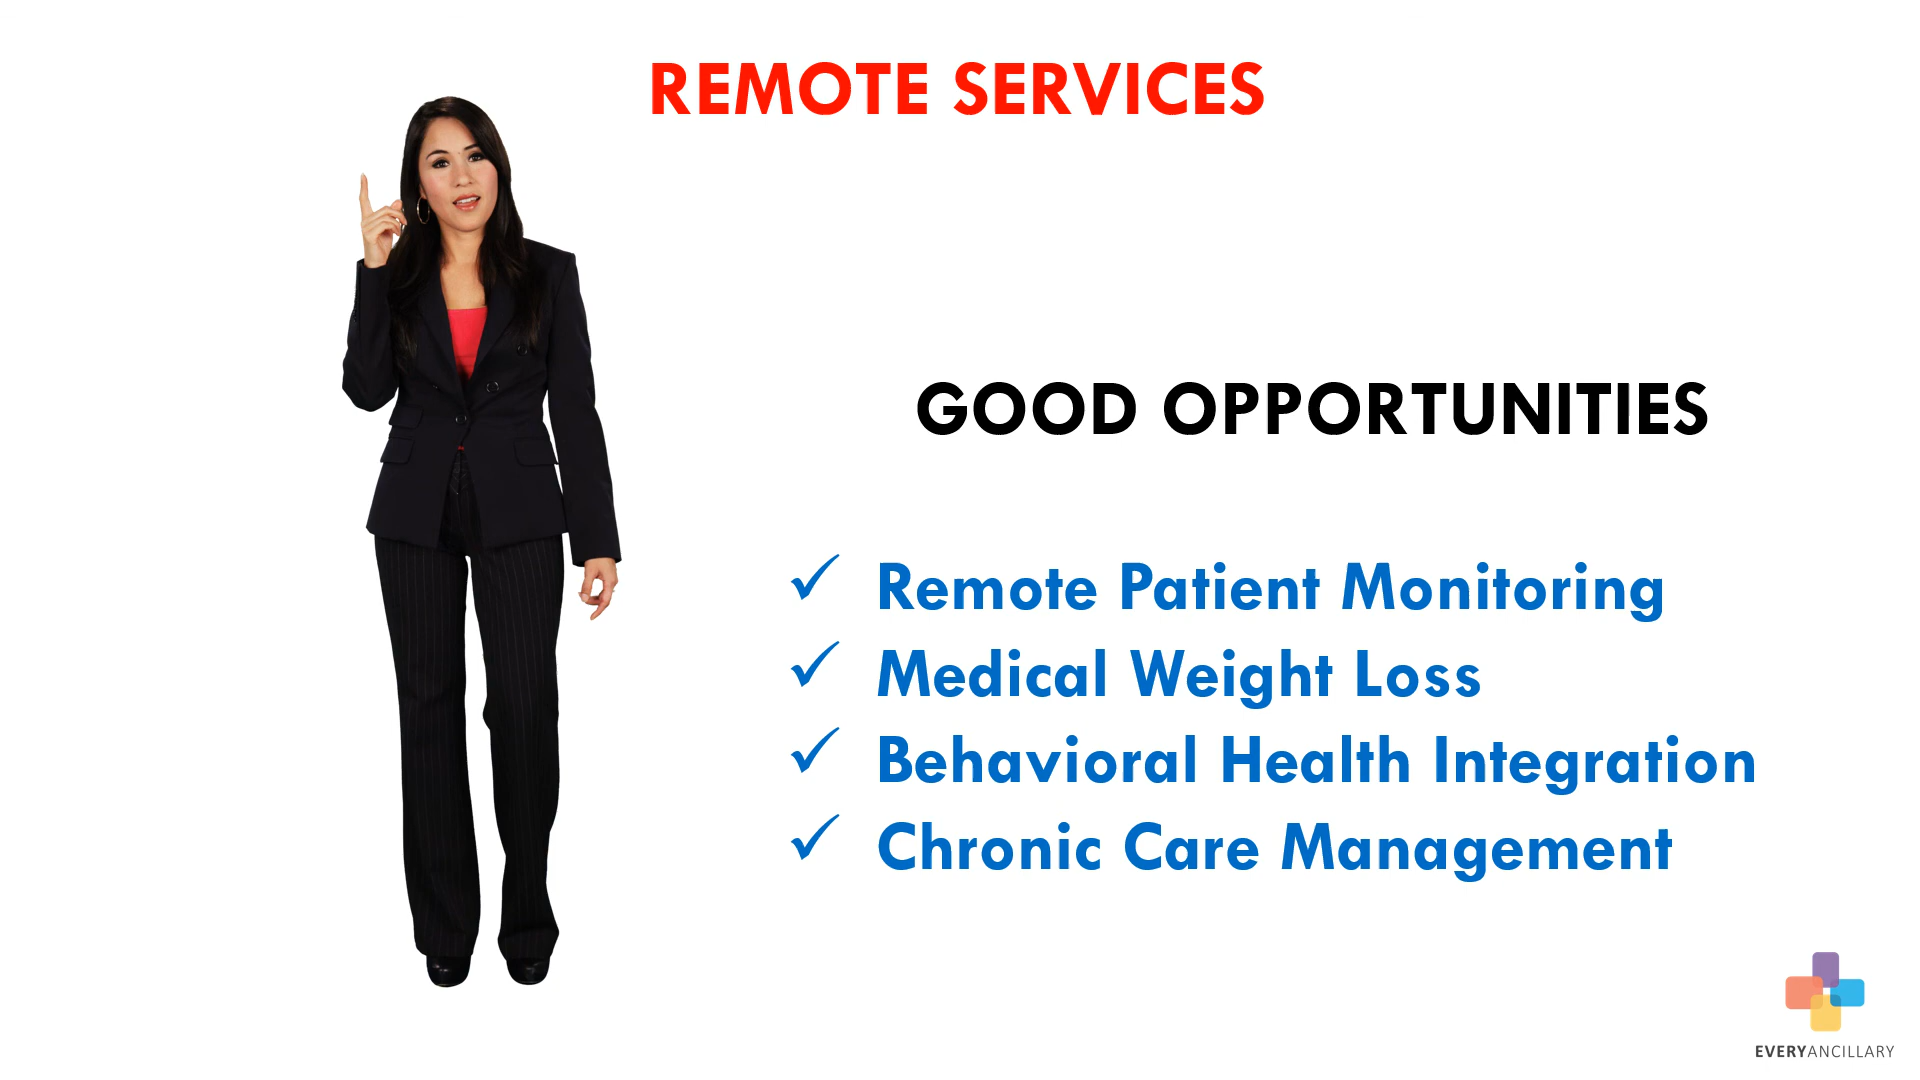 REMOTE SERVICES
GOOD OPPORTUNITIES
✓ Remote Patient Monitoring
✓ Medical Weight Loss
✓ Behavioral Health Integration
✓ Chronic Care Management
EVERYANCILLARY